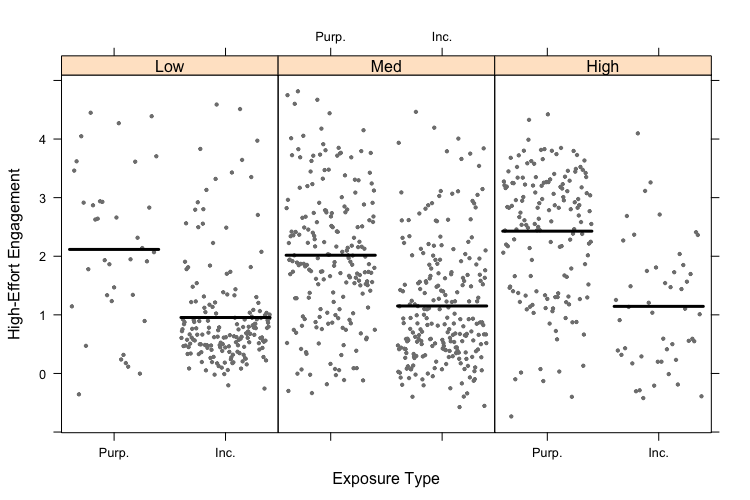 Purp. Inc.
Low Med High
High-Effort Engagement
4
3
2
1
0
Purp. Inc. Purp. Inc.
Exposure Type